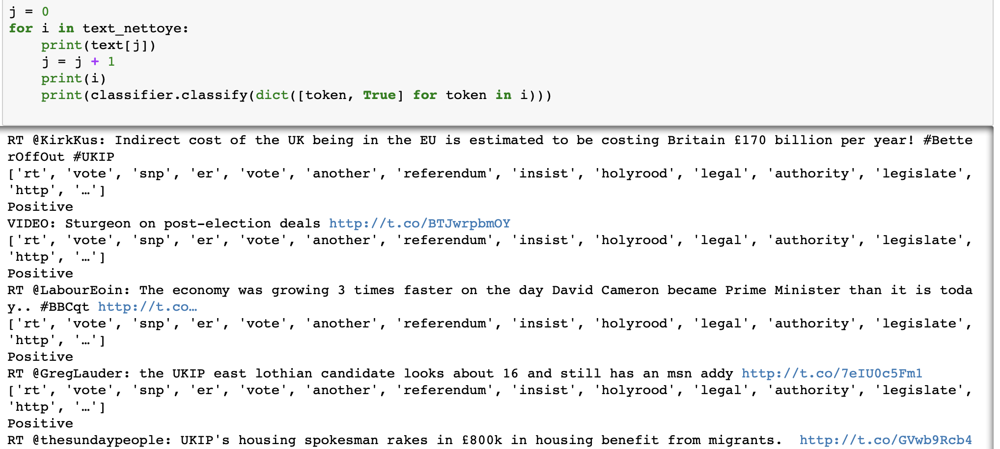 j = 0
for i in text_nettoye:
    print(text[j])
    j = j + 1
    print(i)
    print(classifier.classify(dict([token, True] for token in i)))
RT @KirkKus: Indirect cost of the UK being in the EU is estimated to be costing Britain £170 billion per year! #Bette
rOffOut #UKIP
['rt', 'vote', 'snp', 'er', 'vote', 'another', 'referendum', 'insist', 'holyrood', 'legal', 'authority', 'legislate',
'http', '…']
Positive
VIDEO: Sturgeon on post-election deals http://t.co/BTJwrpbmOY
['rt', 'vote', 'snp', 'er', 'vote', 'another', 'referendum', 'insist', 'holyrood', 'legal', 'authority', 'legislate',
'http', '…']
Positive
RT @LabourEoin: The economy was growing 3 times faster on the day David Cameron became Prime Minister than it is toda
y.. #BBCqt http://t.co…
['rt', 'vote', 'snp', 'er', 'vote', 'another', 'referendum', 'insist', 'holyrood', 'legal', 'authority', 'legislate',
'http', '…']
Positive
RT @GregLauder: the UKIP east lothian candidate looks about 16 and still has an msn addy http://t.co/7eIU0c5Fm1
['rt', 'vote', 'snp', 'er', 'vote', 'another', 'referendum', 'insist', 'holyrood', 'legal', 'authority', 'legislate',
'http', '…']
Positive
RT @thesundaypeople: UKIP's housing spokesman rakes in £800k in housing benefit from migrants.  http://t.co/GVwb9Rcb4